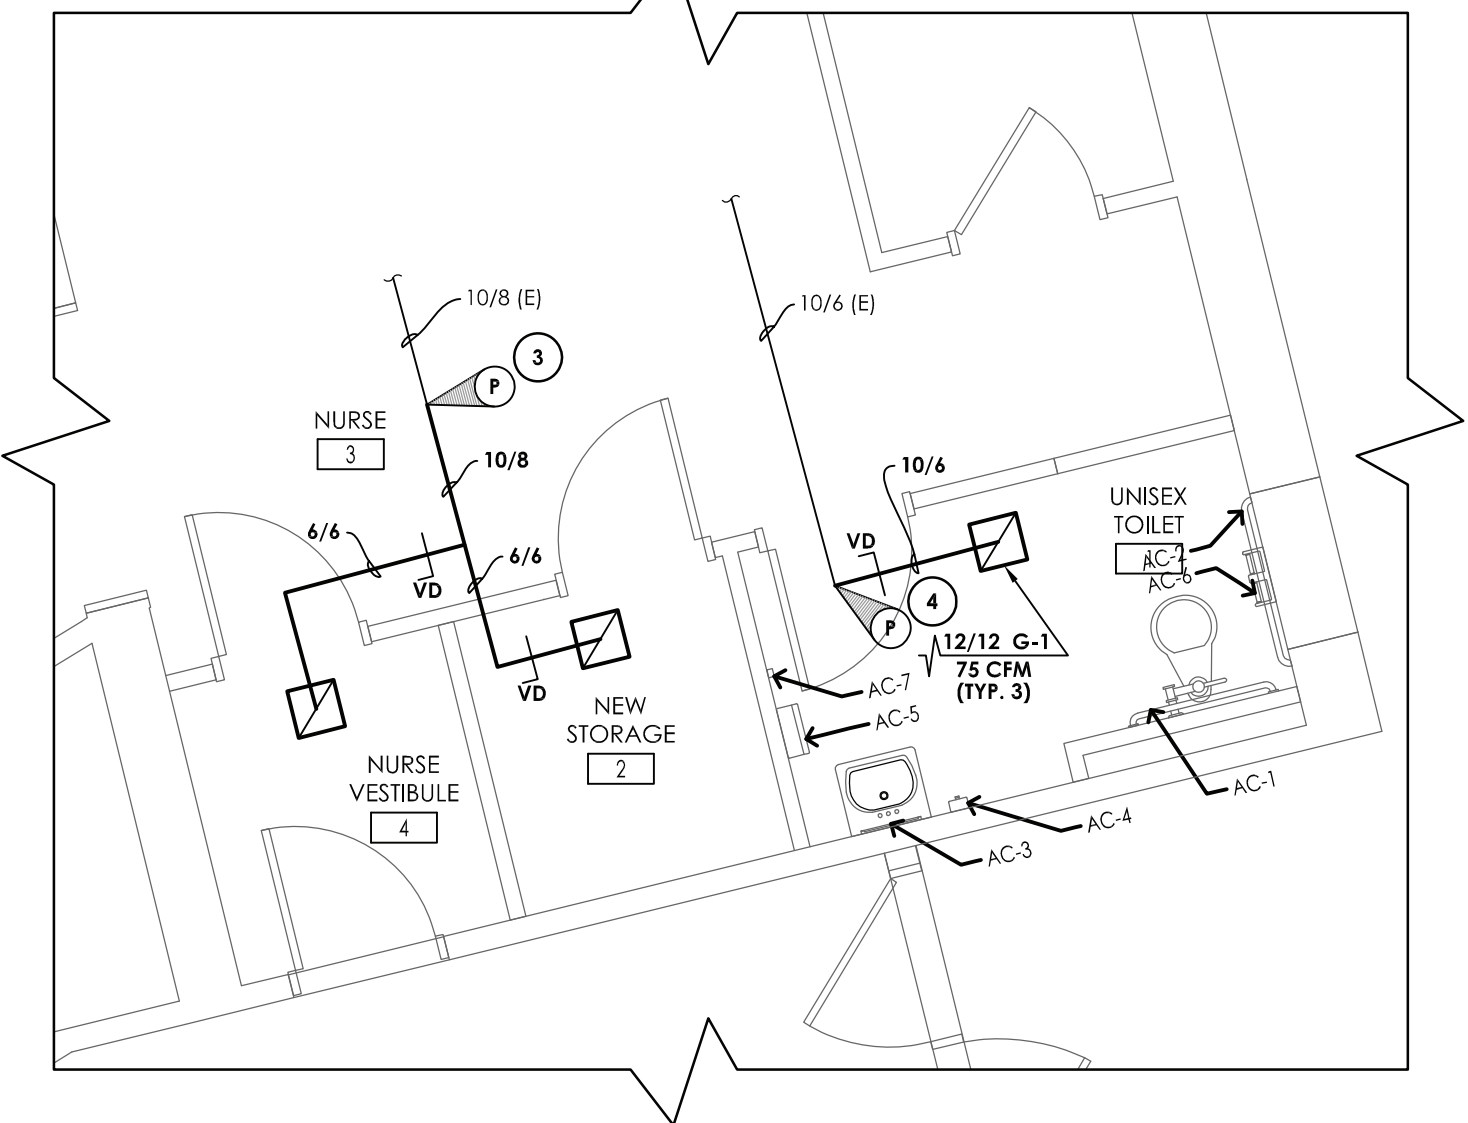 10/8 (E)
10/6 (E)
3
P
NURSE
3
10/8
10/6
UNISEX
TOILET
6/6
VD
6/6
VD
AC-2
AC-6
VD
4
P
12/12 G-1
75 CFM
(TYP. 3)
AC-7
AC-5
NEW
STORAGE
2
NURSE
VESTIBULE
4
AC-1
AC-4
AC-3